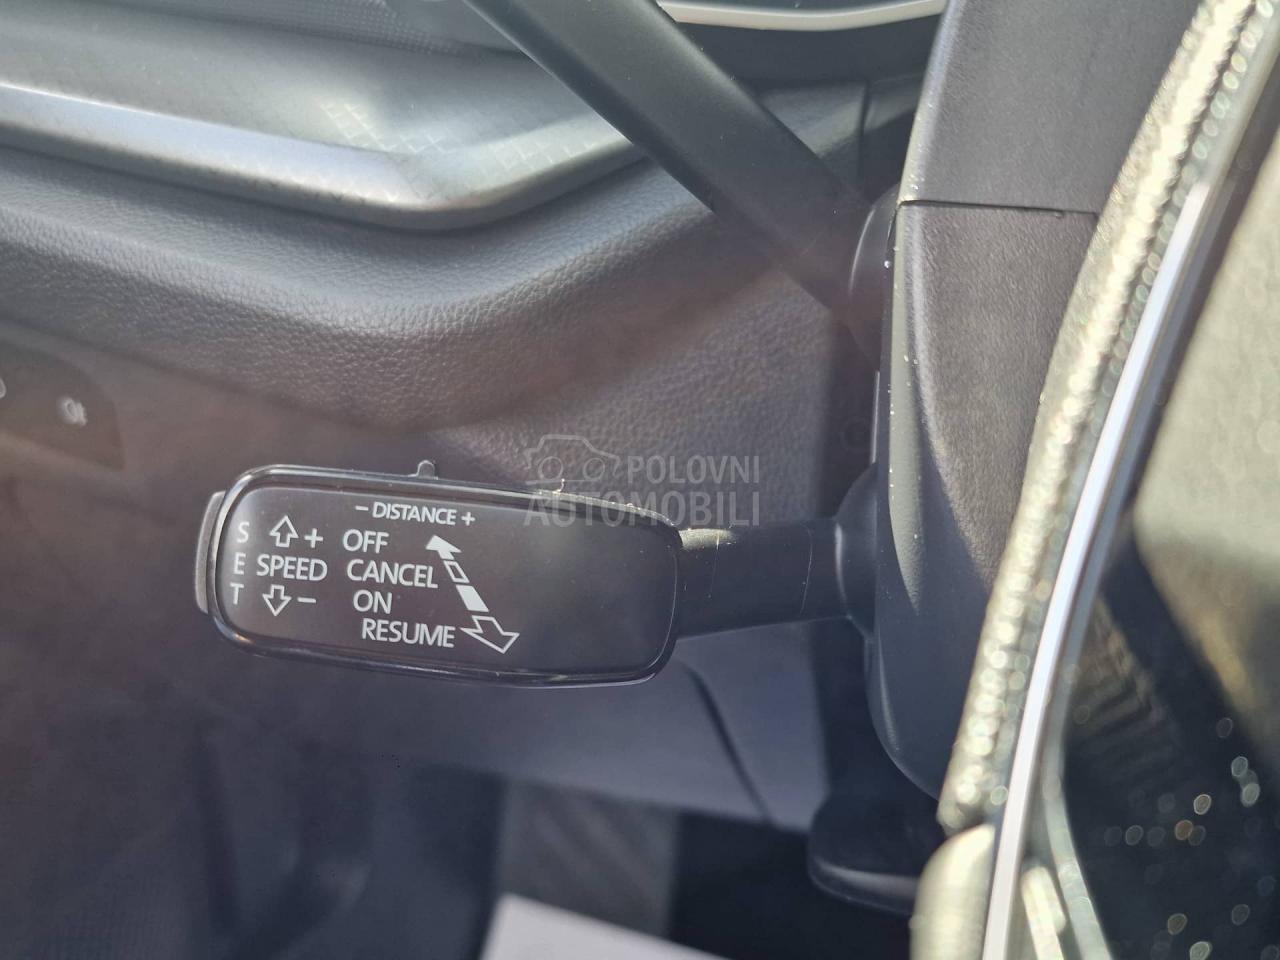 POLOVNI
AUTOMOBILI
− DISTANCE +
S + OFF
E SPEED CANCEL
T − ON
RESUME